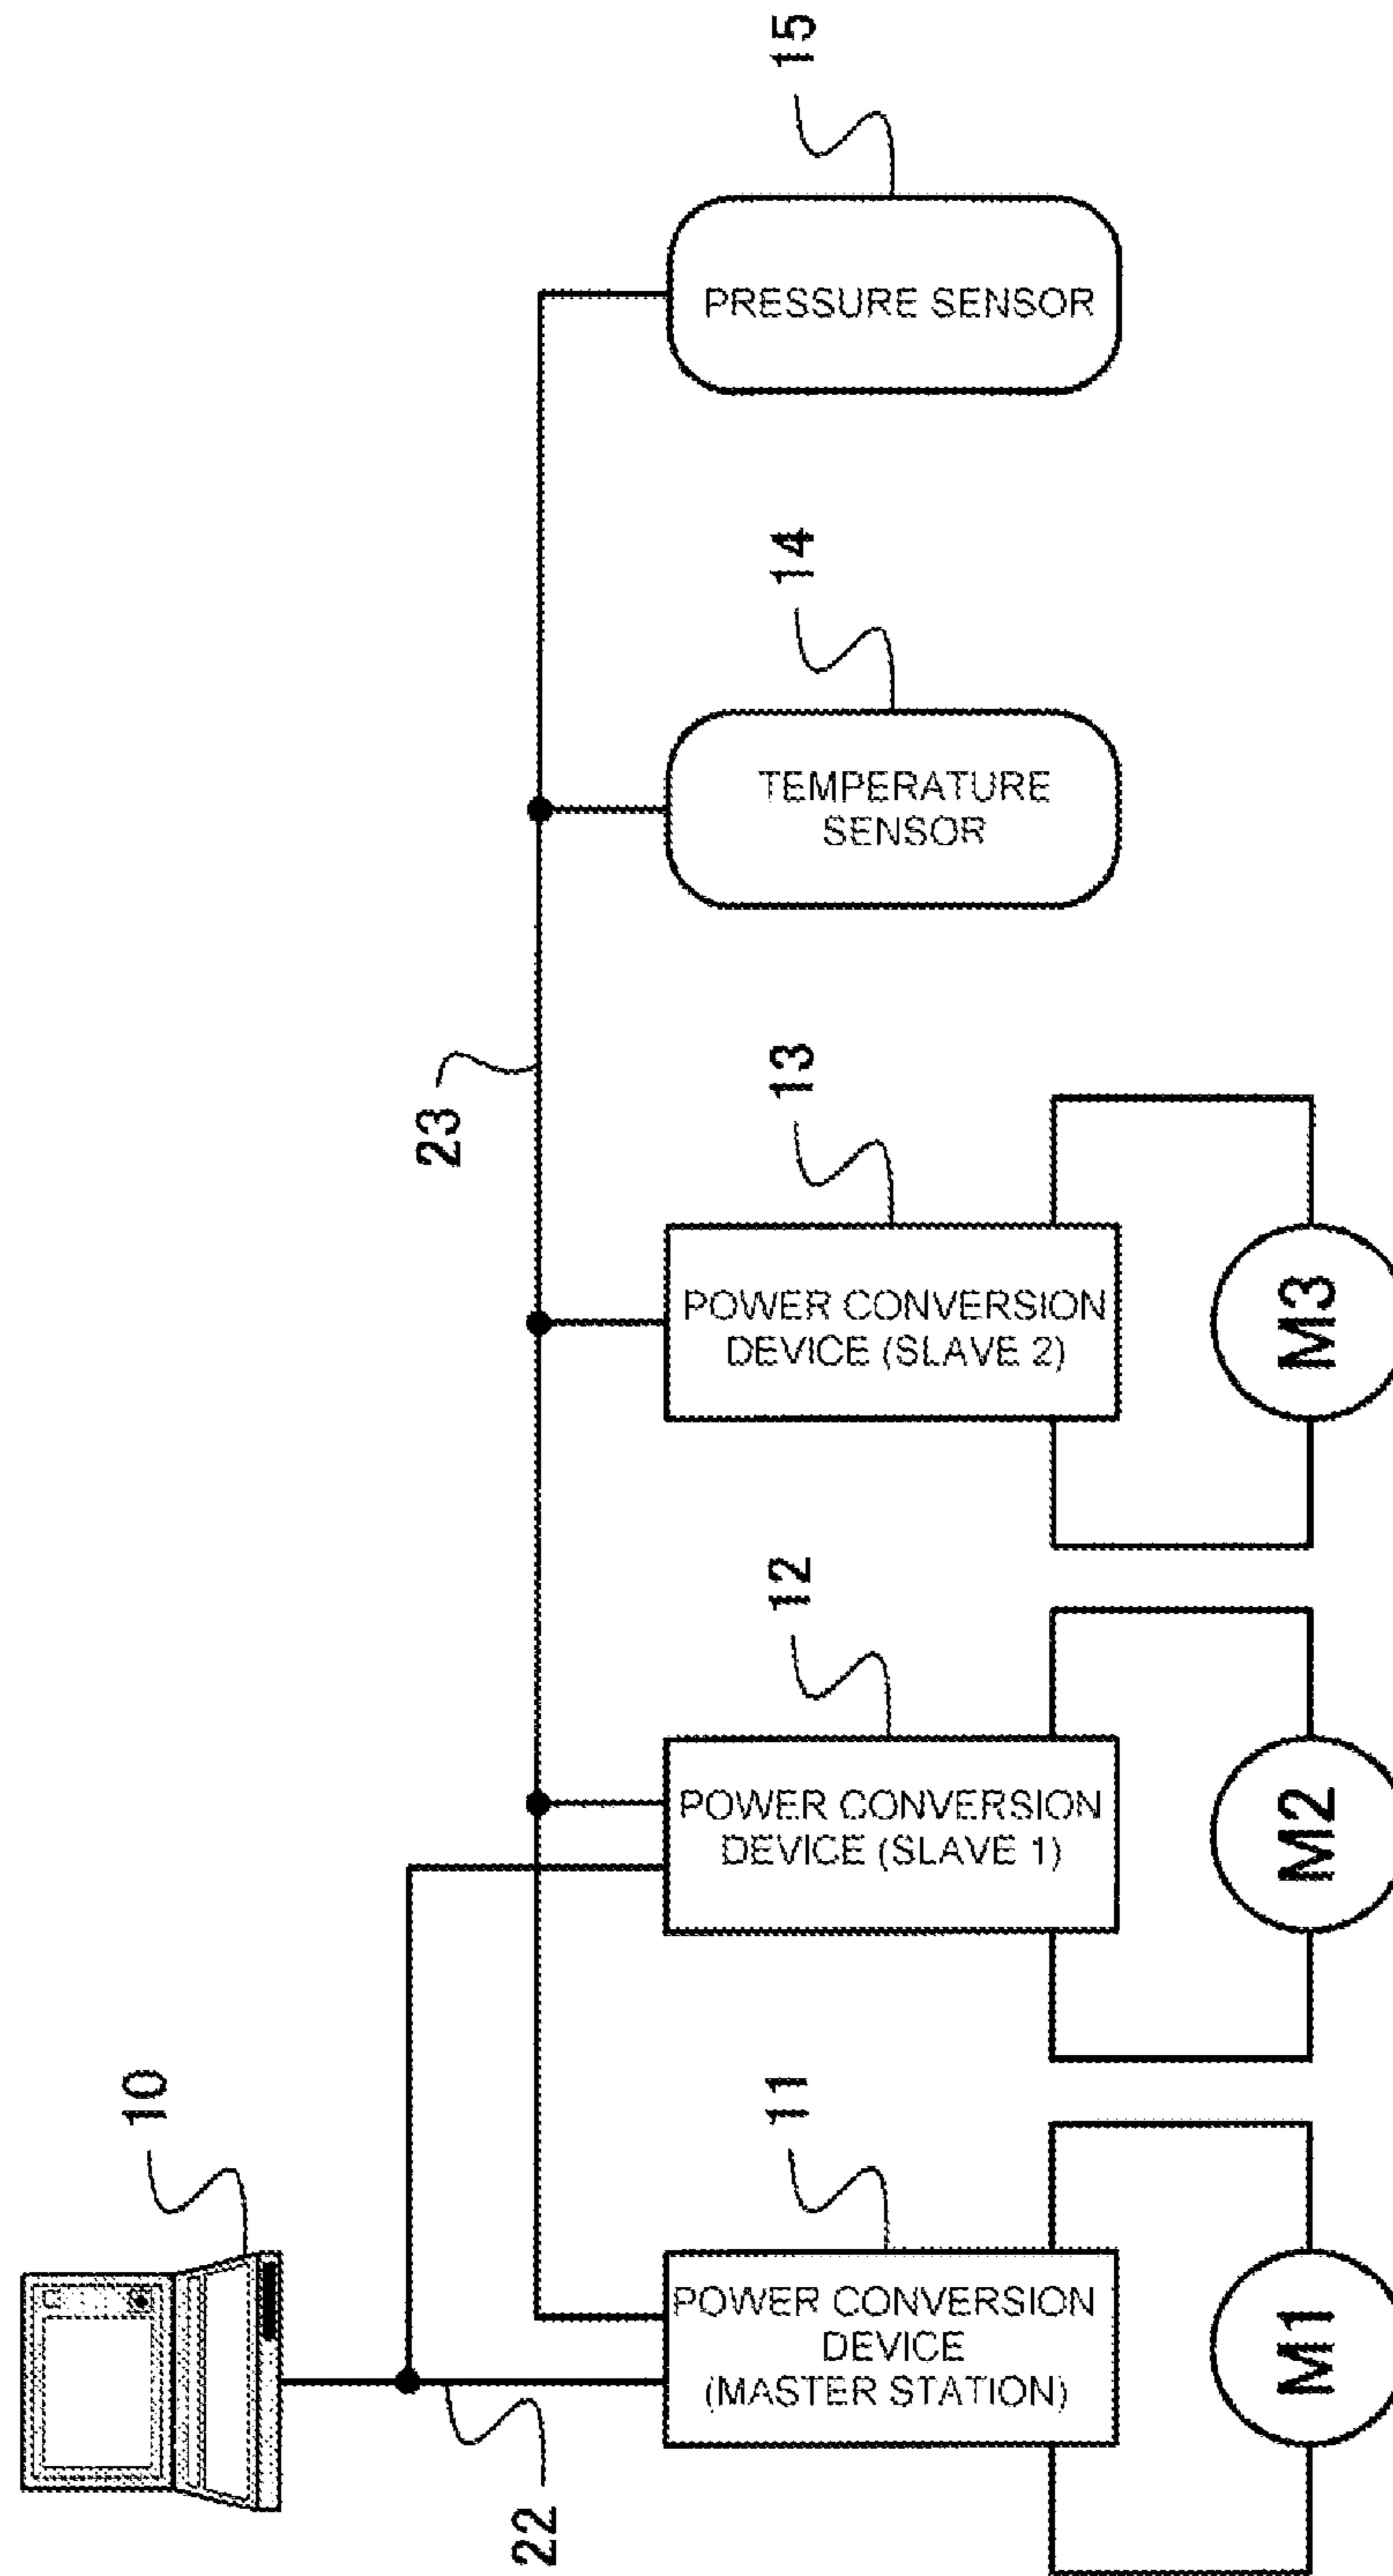 15
PRESSURE SENSOR
14
TEMPERATURE
SENSOR
23
13
POWER CONVERSION
DEVICE (SLAVE 2)
M3
12
POWER CONVERSION
DEVICE (SLAVE 1)
M2
10
11
POWER CONVERSION
DEVICE
(MASTER STATION)
M1
22